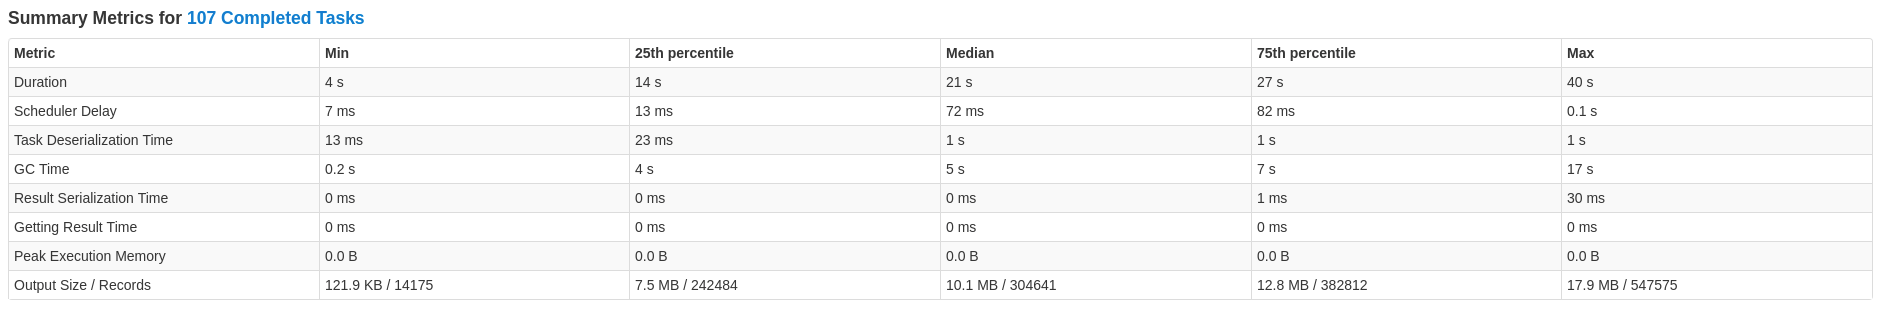 Summary Metrics for 107 Completed Tasks
Metric Min 25th percentile Median 75th percentile Max
Duration 4 s 14 s 21 s 27 s 40 s
Scheduler Delay 7 ms 13 ms 72 ms 82 ms 0.1 s
Task Deserialization Time 13 ms 23 ms 1 s 1 s 1 s
GC Time 0.2 s 4 s 5 s 7 s 17 s
Result Serialization Time 0 ms 0 ms 0 ms 1 ms 30 ms
Getting Result Time 0 ms 0 ms 0 ms 0 ms 0 ms
Peak Execution Memory 0.0 B 0.0 B 0.0 B 0.0 B 0.0 B
Output Size / Records 121.9 KB / 14175 7.5 MB / 242484 10.1 MB / 304641 12.8 MB / 382812 17.9 MB / 547575